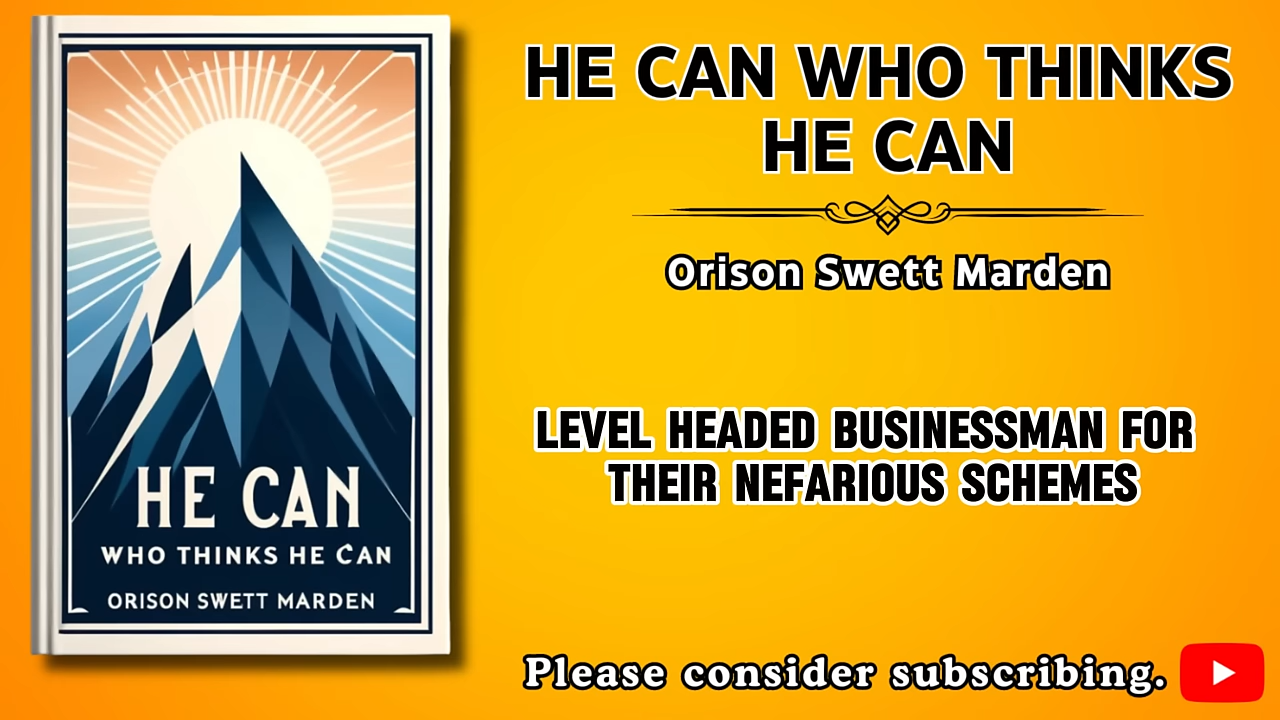 HE CAN
WHO THINKS HE CAN
ORISON SWETT MARDEN
HE CAN WHO THINKS
HE CAN
Orison Swett Marden
LEVEL HEADED BUSINESSMAN FOR
THEIR NEFARIOUS SCHEMES
Please consider subscribing.